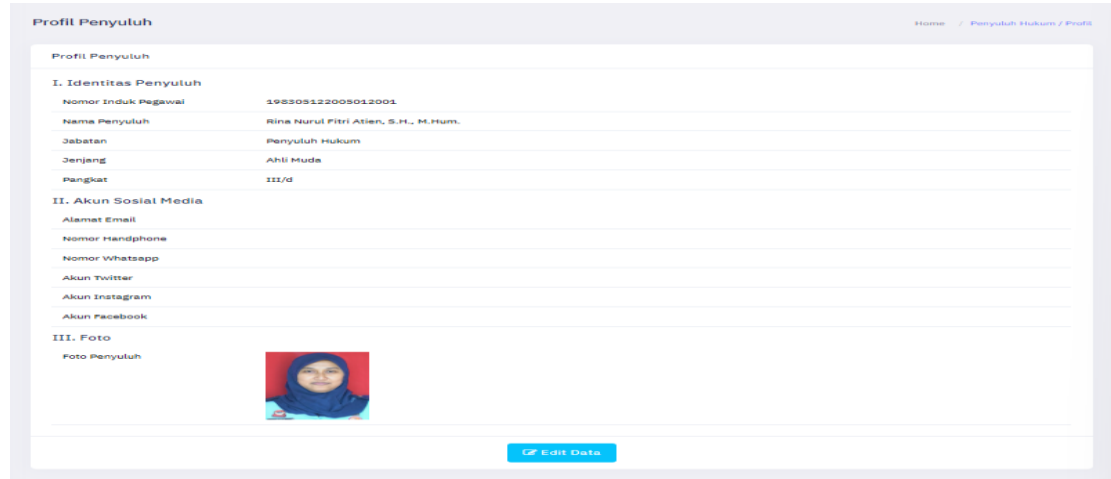 Profil Penyuluh
Home / Penyuluh Hukum / Profil
Profil Penyuluh
I. Identitas Penyuluh
Nomor Induk Pegawai 198305122005012001
Nama Penyuluh Rina Nurul Fitri Atien, S.H., M.Hum.
Jabatan Penyuluh Hukum
Jenjang Ahli Muda
Pangkat III/d
II. Akun Sosial Media
Alamat Email
Nomor Handphone
Nomor Whatsapp
Akun Twitter
Akun Instagram
Akun Facebook
III. Foto
Foto Penyuluh
Edit Data